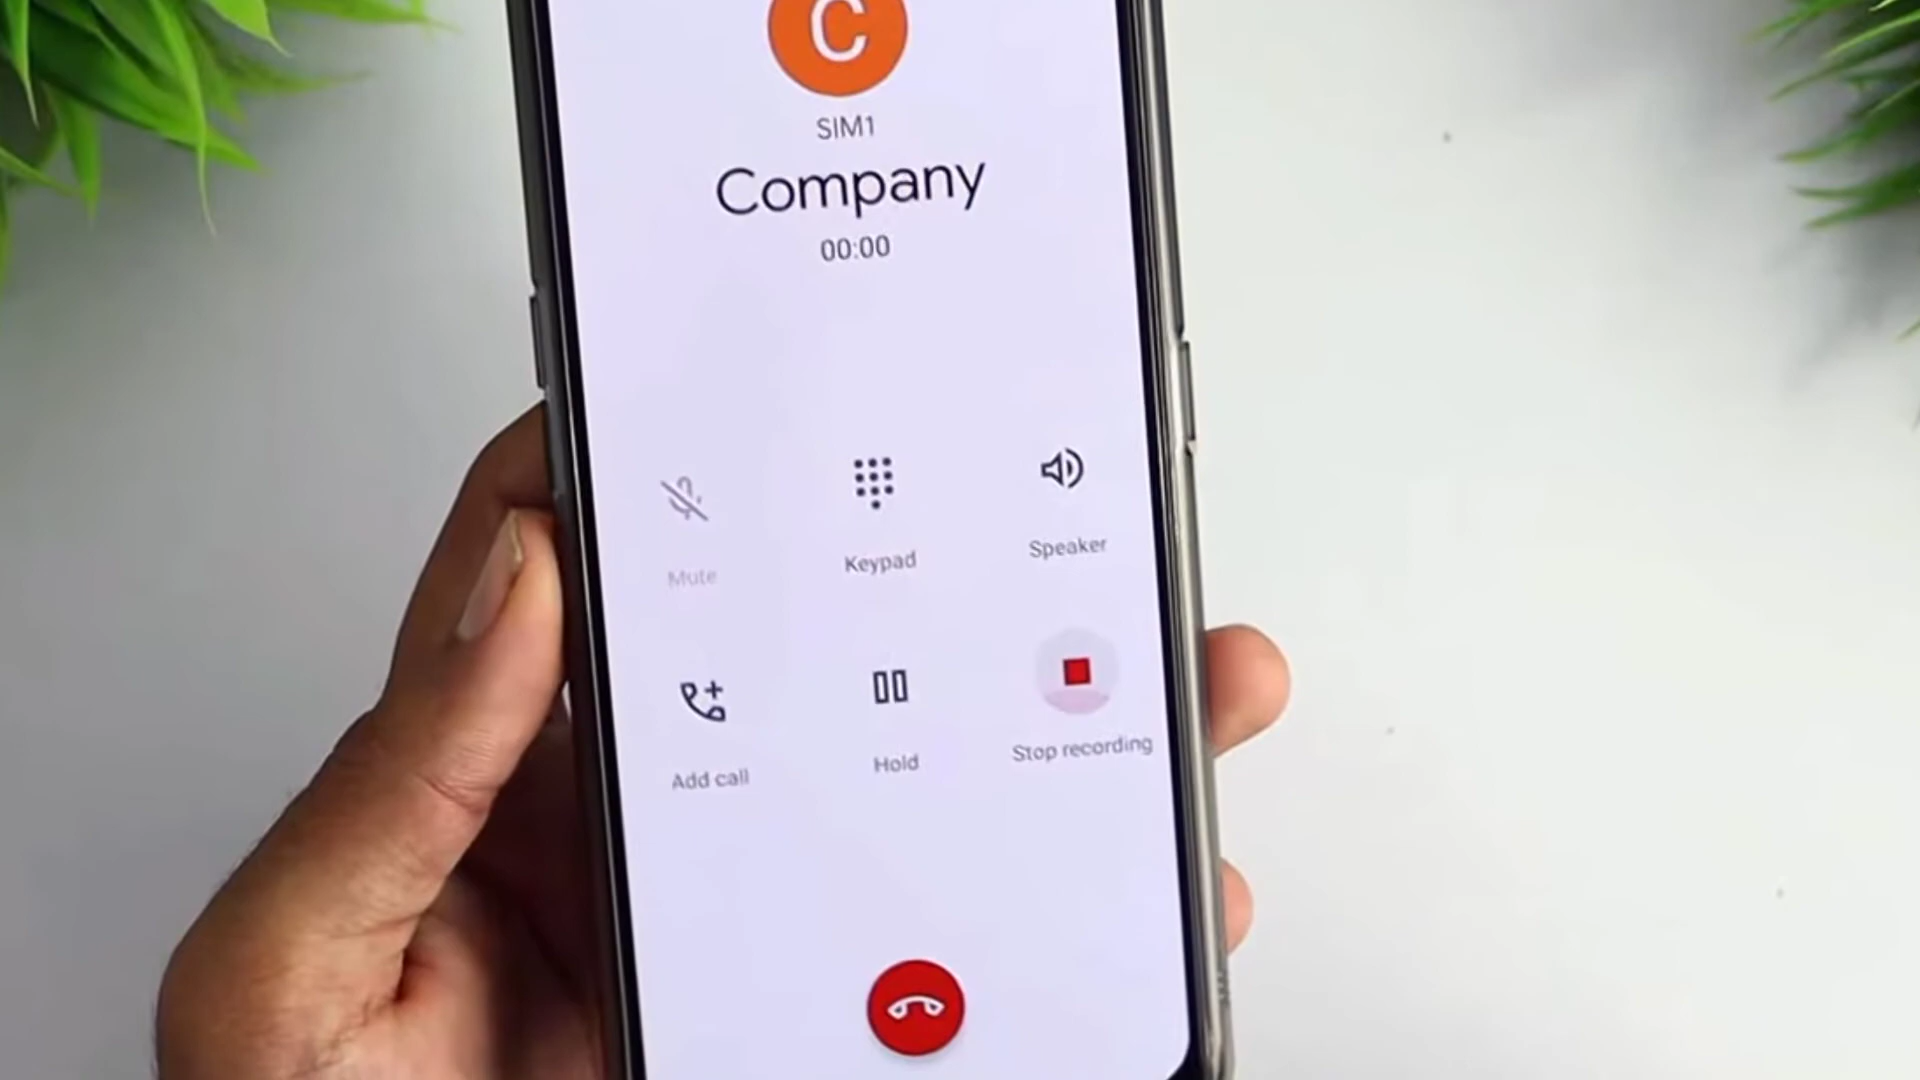 C
SIM1
Company
00:00
Mute
Keypad
Speaker
Add call
Hold
Stop recording